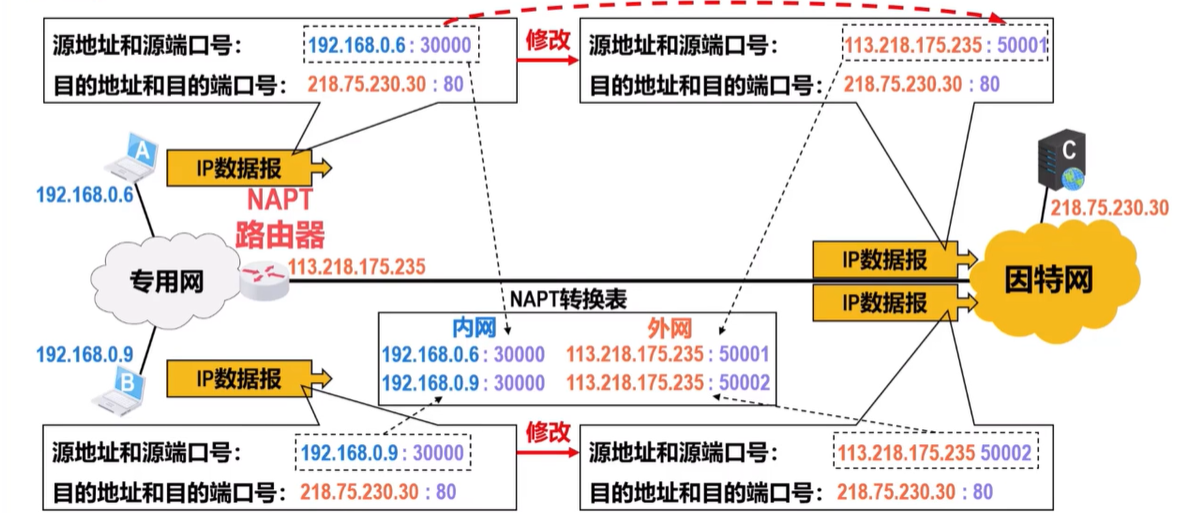 源地址和源端口号： 192.168.0.6 : 30000
目的地址和目的端口号： 218.75.230.30 : 80
修改
源地址和源端口号： 113.218.175.235 : 50001
目的地址和目的端口号： 218.75.230.30 : 80
A
IP数据报
192.168.0.6
NAPT
路由器
C
218.75.230.30
专用网
113.218.175.235
IP数据报
IP数据报
因特网
NAPT转换表
内网 外网
192.168.0.6 : 30000 113.218.175.235 : 50001
192.168.0.9 : 30000 113.218.175.235 : 50002
192.168.0.9
B
IP数据报
源地址和源端口号： 192.168.0.9 : 30000
目的地址和目的端口号： 218.75.230.30 : 80
修改
源地址和源端口号： 113.218.175.235 50002
目的地址和目的端口号： 218.75.230.30 : 80